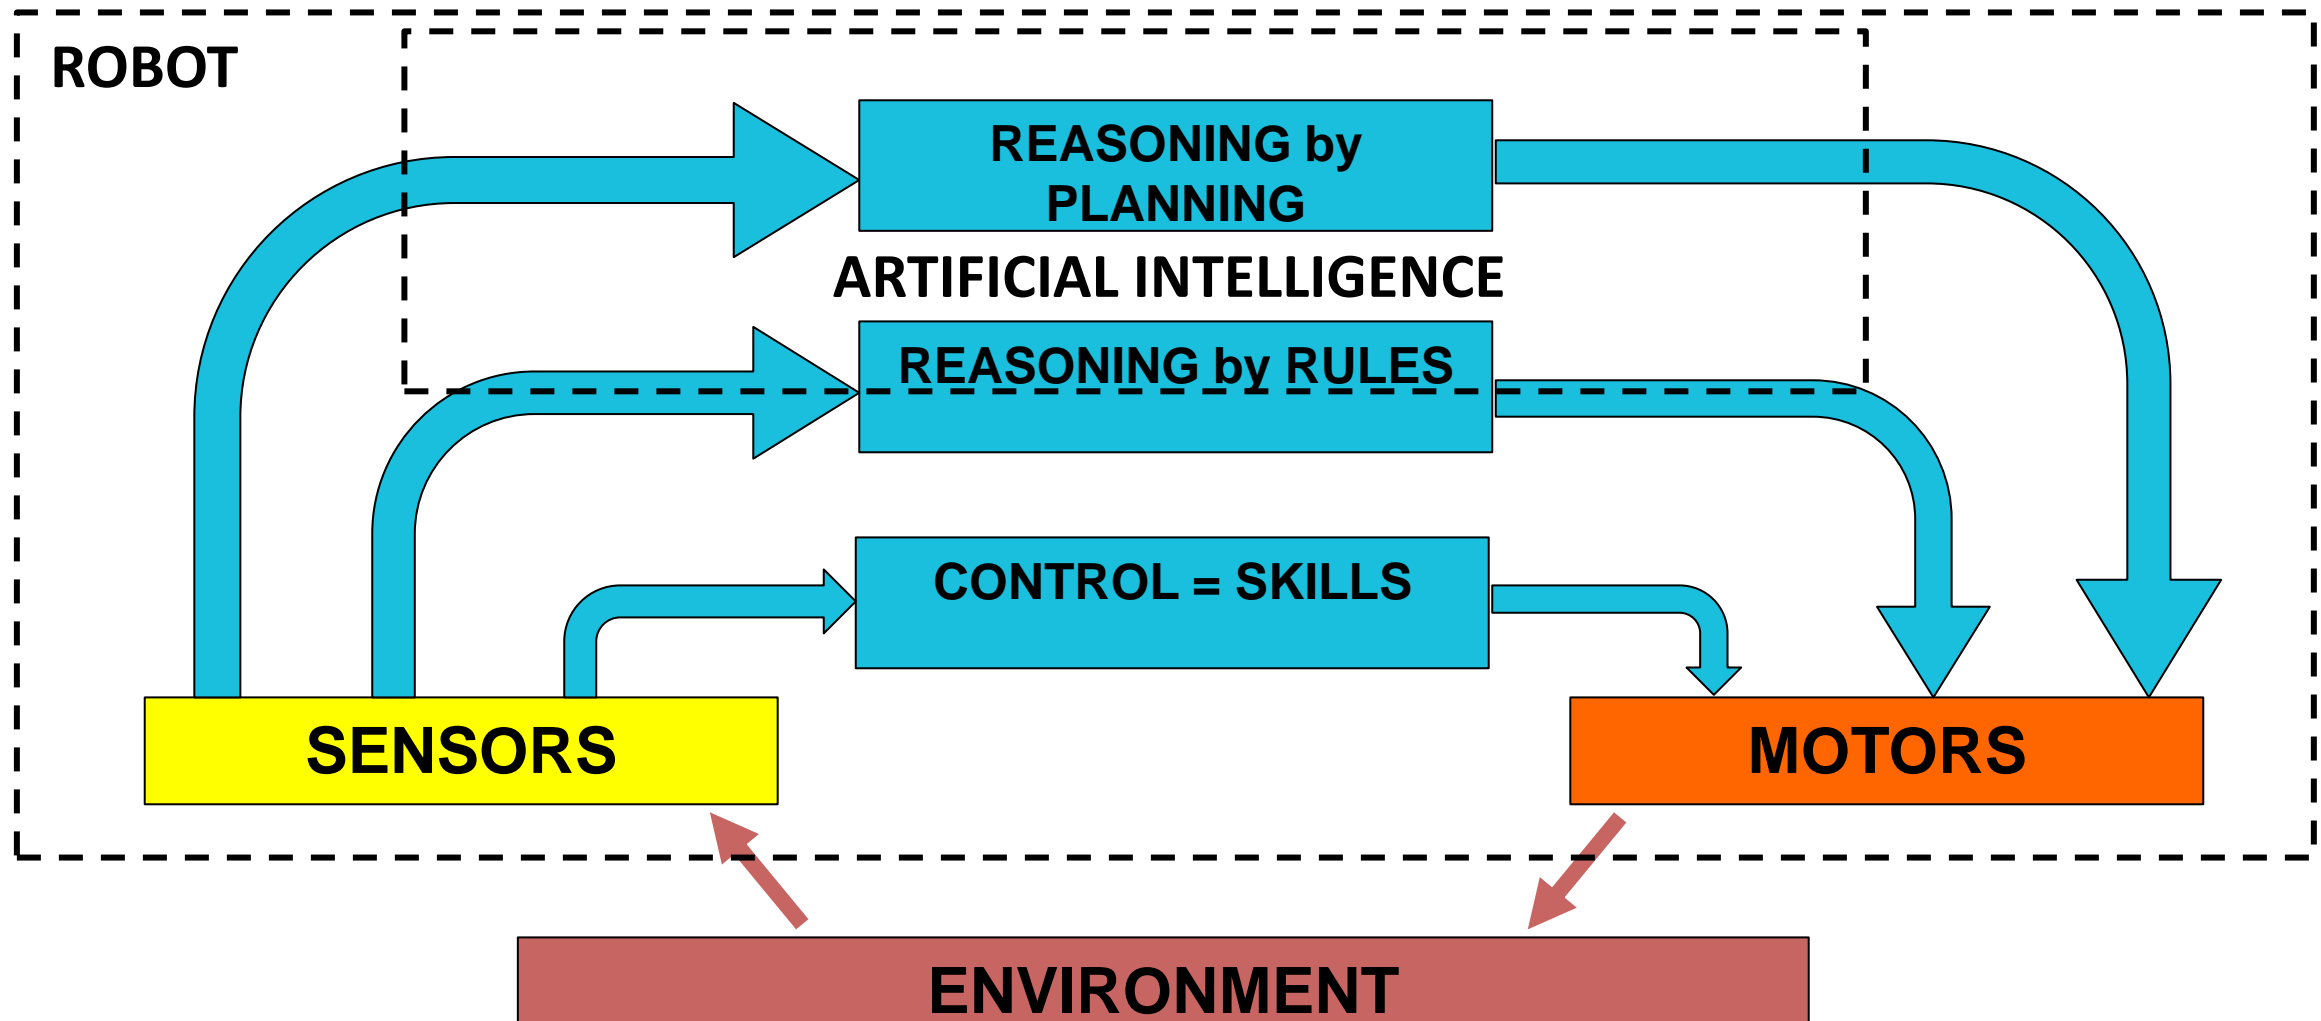 ROBOT
REASONING by
PLANNING
ARTIFICIAL INTELLIGENCE
REASONING by RULES
CONTROL = SKILLS
SENSORS
MOTORS
ENVIRONMENT